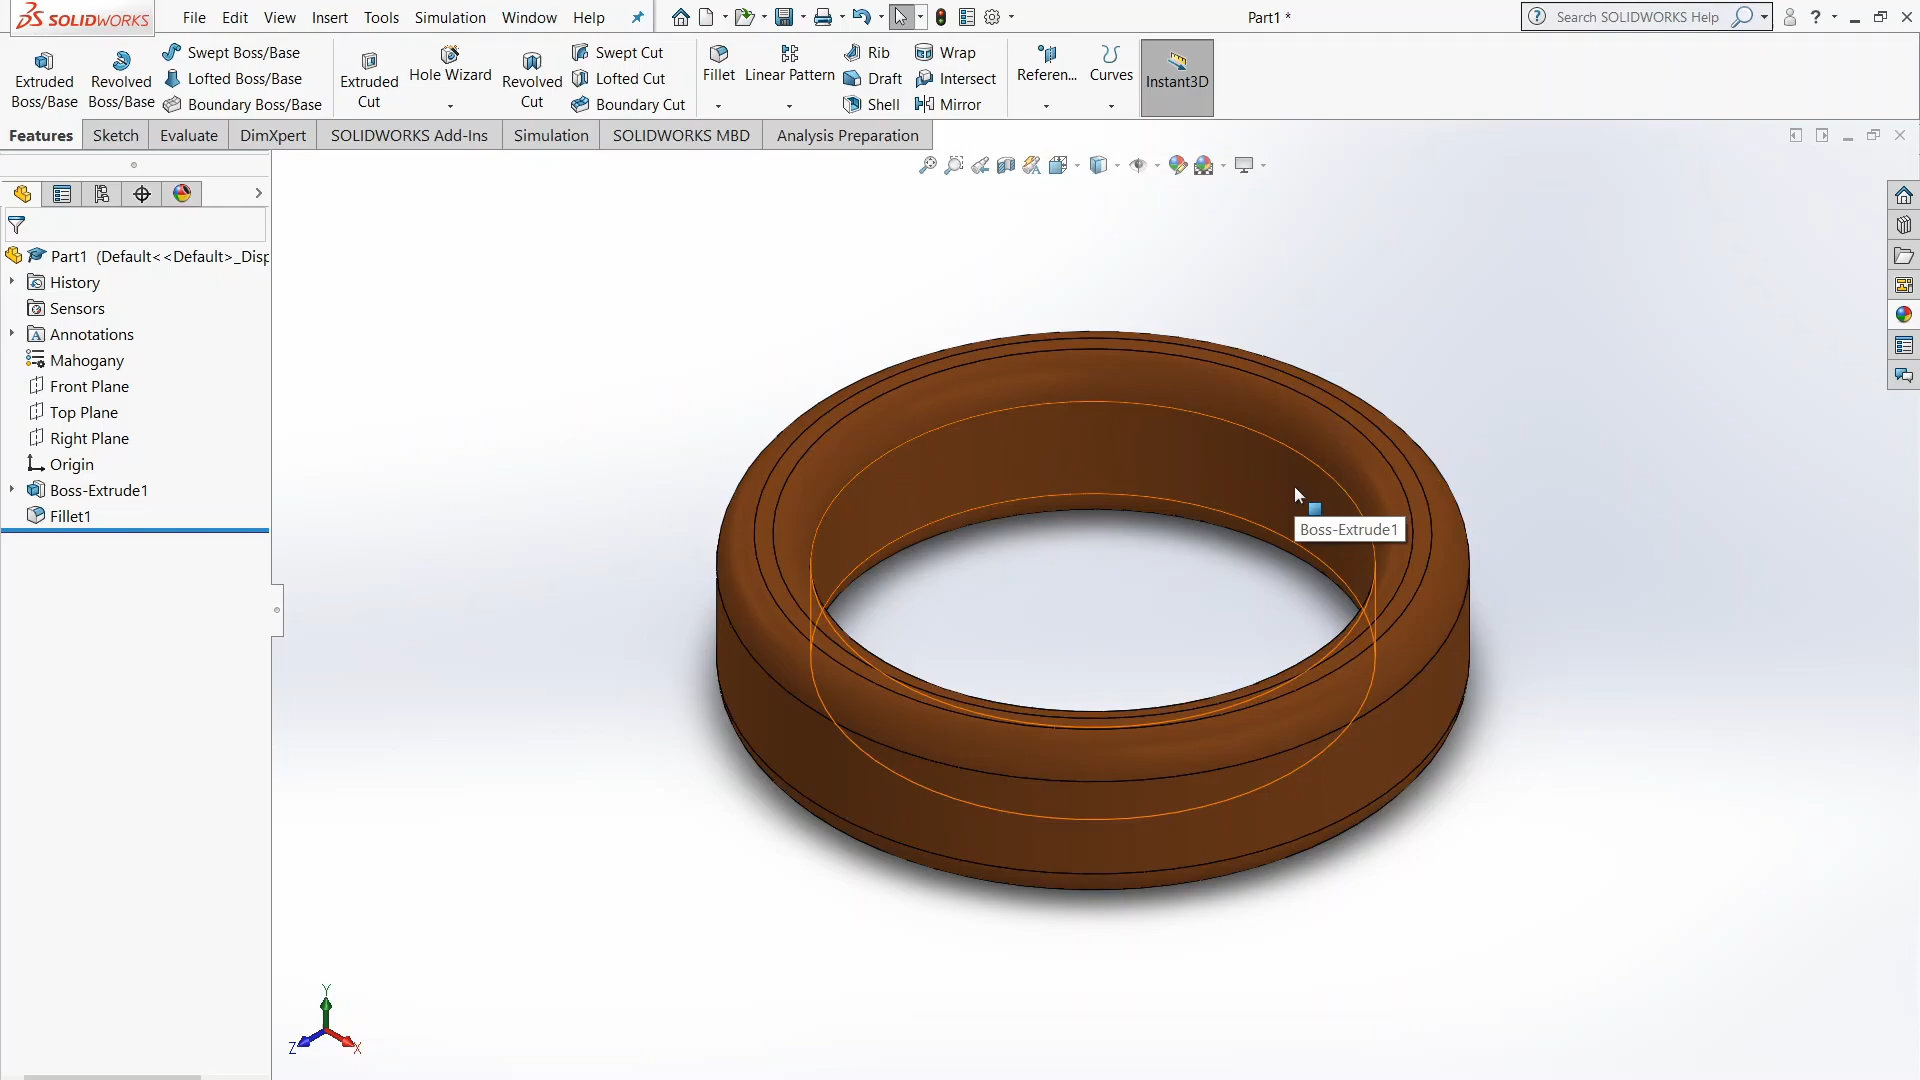 SOLIDWORKS File Edit View Insert Tools Simulation Window Help Part1 * Search SOLIDWORKS Help ?
Extruded Boss/Base
Revolved Boss/Base
Swept Boss/Base
Lofted Boss/Base
Boundary Boss/Base
Extruded Cut
Hole Wizard
Revolved Cut
Swept Cut
Lofted Cut
Boundary Cut
Fillet
Linear Pattern
Rib
Draft
Shell
Wrap
Intersect
Mirror
Referen...
Curves
Instant3D
Features Sketch Evaluate DimXpert SOLIDWORKS Add-Ins Simulation SOLIDWORKS MBD Analysis Preparation
Part1 (Default<<Default>_Disp
History
Sensors
Annotations
Mahogany
Front Plane
Top Plane
Right Plane
Origin
Boss-Extrude1
Fillet1
Boss-Extrude1
Y
Z
X